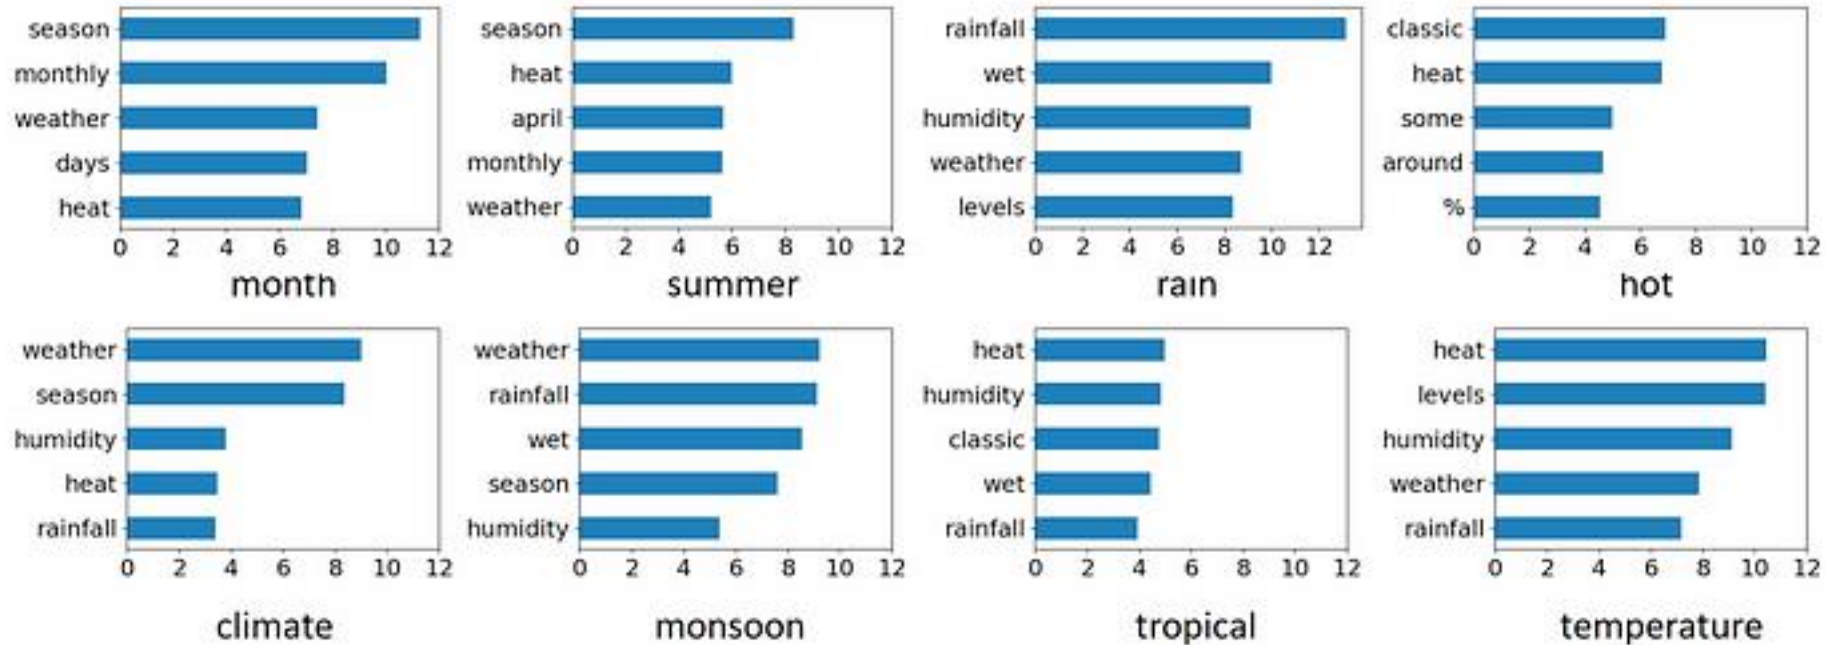 season
monthly
weather
days
heat
0 2 4 6 8 10 12
month
season
heat
april
monthly
weather
0 2 4 6 8 10 12
summer
rainfall
wet
humidity
weather
levels
0 2 4 6 8 10 12
rain
classic
heat
some
around
%
0 2 4 6 8 10 12
hot
weather
season
humidity
heat
rainfall
0 2 4 6 8 10 12
climate
weather
rainfall
wet
season
humidity
0 2 4 6 8 10 12
monsoon
heat
humidity
classic
wet
rainfall
0 2 4 6 8 10 12
tropical
heat
levels
humidity
weather
rainfall
0 2 4 6 8 10 12
temperature